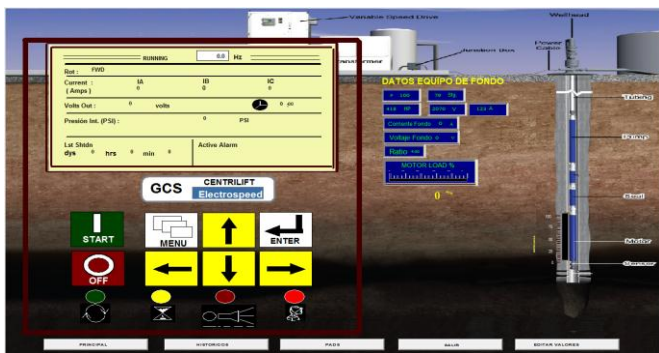 Variable Speed Drive
Wellhead
Power
Cable
Junction Box
RUNNING 0.0 Hz
Rot : FWD
Current : IA IB IC
( Amps ) 0 0 0
Volts Out : 0 volts 0
Presión Int. (PSI) : 0 PSI
Lst Shtdn Active Alarm
dys 0 hrs 0 min 0
DATOS EQUIPO DE FONDO
Corriente Fondo 0
Voltaje Fondo 0
Ratio
MOTOR LOAD %
0
Tubing
Pump
Seal
Motor
GCS CENTRILIFT
Electrospeed
START MENU ENTER
OFF
PRINCIPAL HISTORICOS PADS SALIR EDITAR VALORES